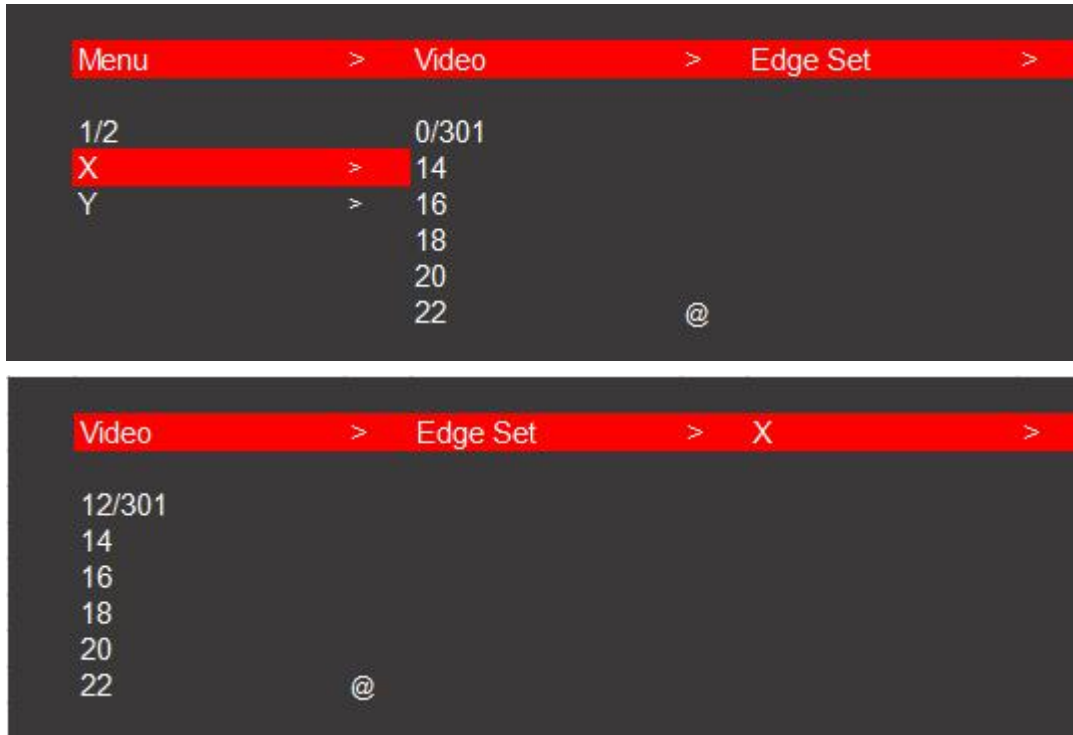 Menu > Video > Edge Set >
1/2 0/301
X > 14
Y > 16
18
20
22 @
Video > Edge Set > X >
12/301
14
16
18
20
22 @